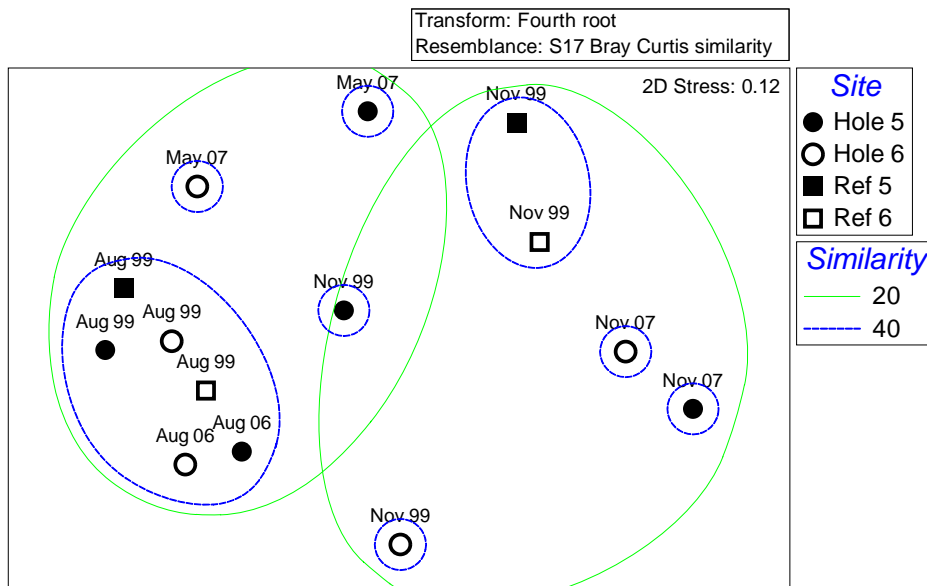 Transform: Fourth root
Resemblance: S17 Bray Curtis similarity
2D Stress: 0.12
May 07
Nov 99
May 07
Nov 99
Aug 99
Nov 99
Aug 99
Aug 99
Aug 99
Nov 07
Nov 07
Aug 06
Aug 06
Nov 99
Site
Hole 5
Hole 6
Ref 5
Ref 6
Similarity
20
40